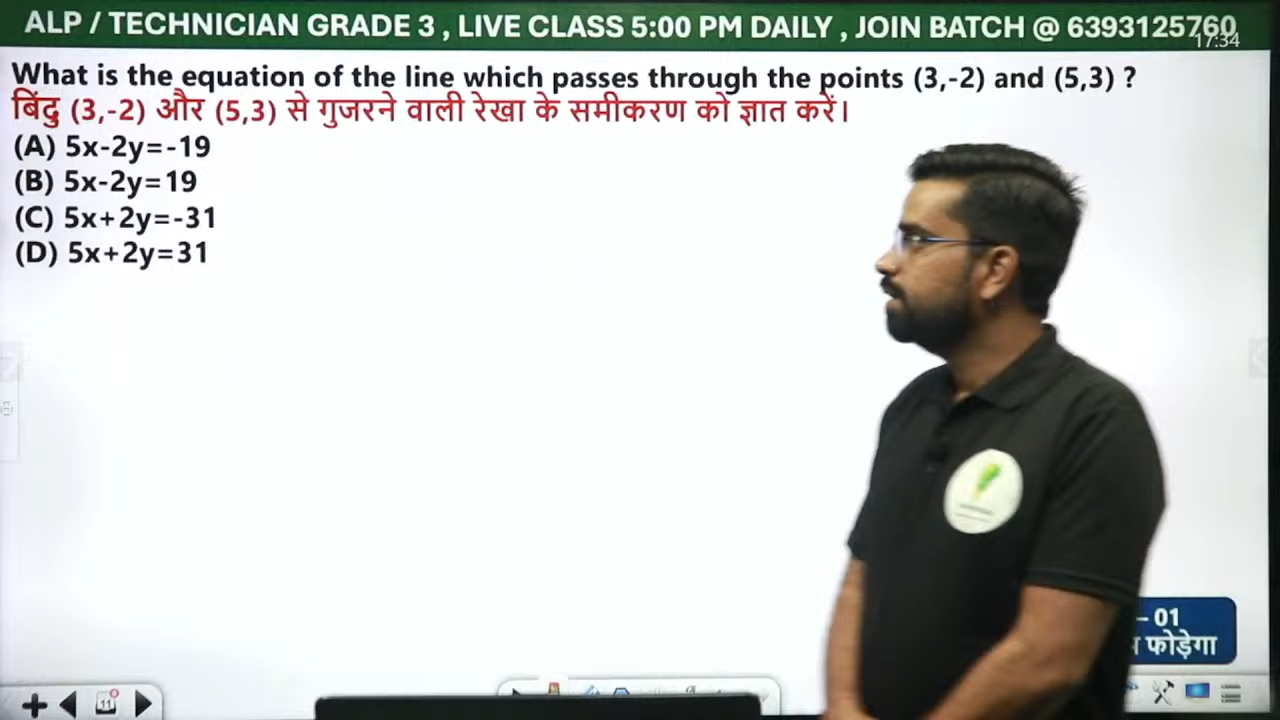 ALP / TECHNICIAN GRADE 3 , LIVE CLASS 5:00 PM DAILY , JOIN BATCH @ 6393125760
17:34
What is the equation of the line which passes through the points (3,-2) and (5,3) ?
बिंदु (3,-2) और (5,3) से गुजरने वाली रेखा के समीकरण को ज्ञात करें।
(A) 5x-2y=-19
(B) 5x-2y=19
(C) 5x+2y=-31
(D) 5x+2y=31
- 01
फोड़ेगा
11